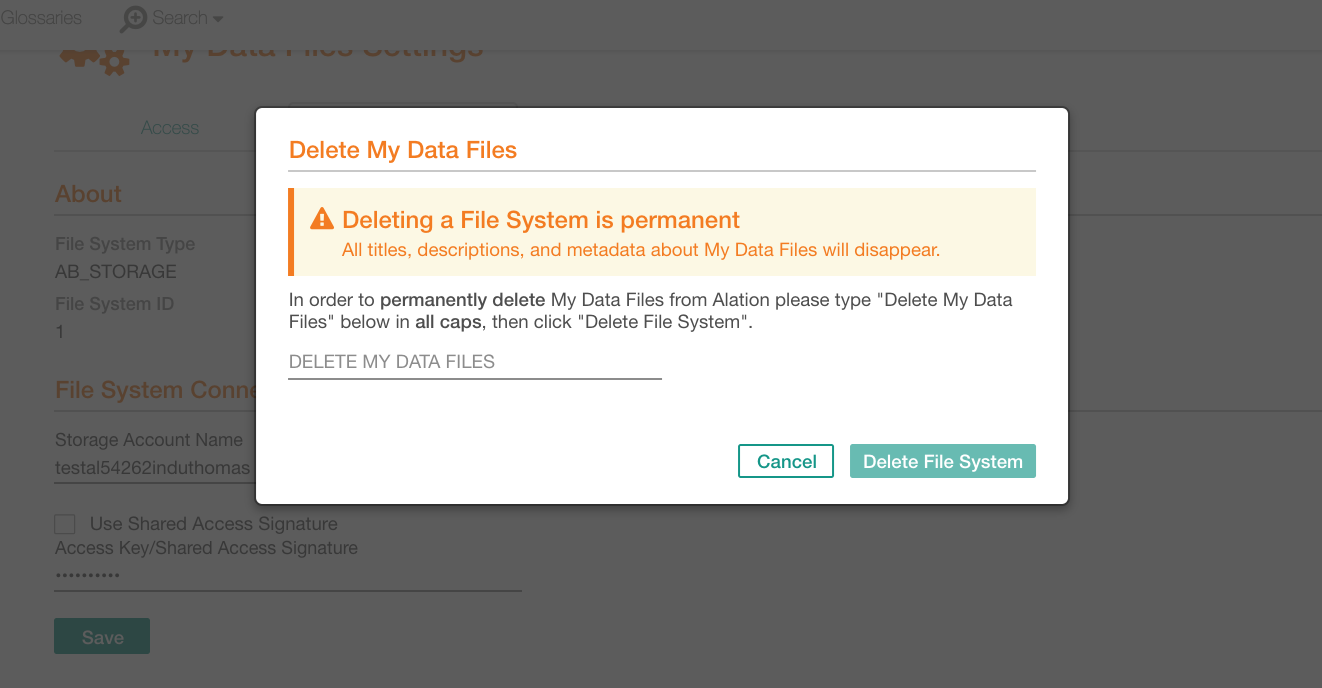 Glossaries
Search
My Data Files Settings
Access
Delete My Data Files
Deleting a File System is permanent
All titles, descriptions, and metadata about My Data Files will disappear.
In order to permanently delete My Data Files from Alation please type "Delete My Data
Files" below in all caps, then click "Delete File System".
DELETE MY DATA FILES
Cancel
Delete File System
About
File System Type
AB_STORAGE
File System ID
1
File System Conne
Storage Account Name
testal54262induthomas
Use Shared Access Signature
Access Key/Shared Access Signature
••••••••••
Save